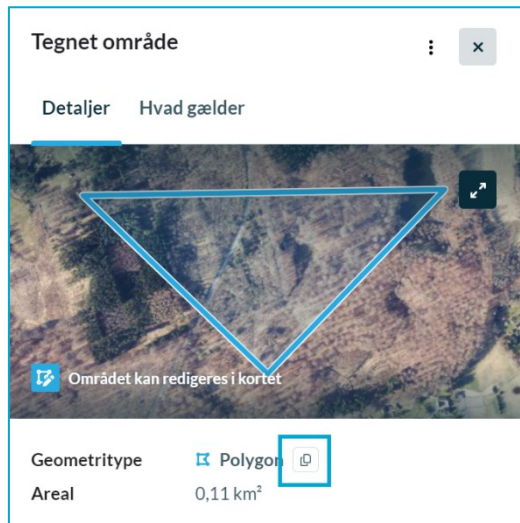 Tegnet område
Detaljer Hvad gælder
Området kan redigeres i kortet
Geometritype Polygon
Areal 0,11 km²